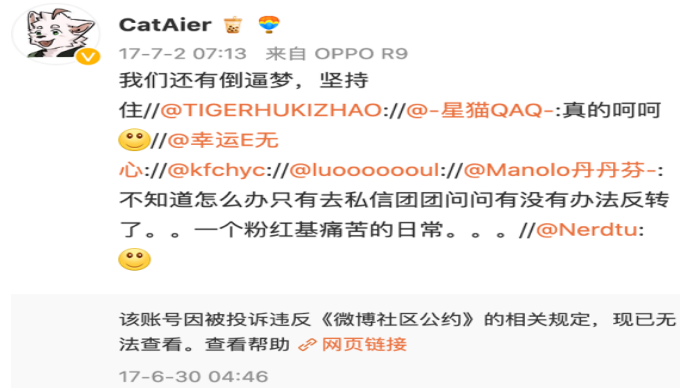 CatAier
17-7-2 07:13 来自 OPPO R9
我们还有倒逼梦，坚持
住//@TIGERHUKIZHAO://@-星猫QAQ-:真的呵呵
//@幸运E无
心://@kfchyc://@luoooooooul://@Manolo丹丹芬-:
不知道怎么办只有去私信团团问问有没有办法反转
了。。一个粉红基痛苦的日常。。。//@Nerdtu:
该账号因被投诉违反《微博社区公约》的相关规定，现已无
法查看。查看帮助 网页链接
17-6-30 04:46